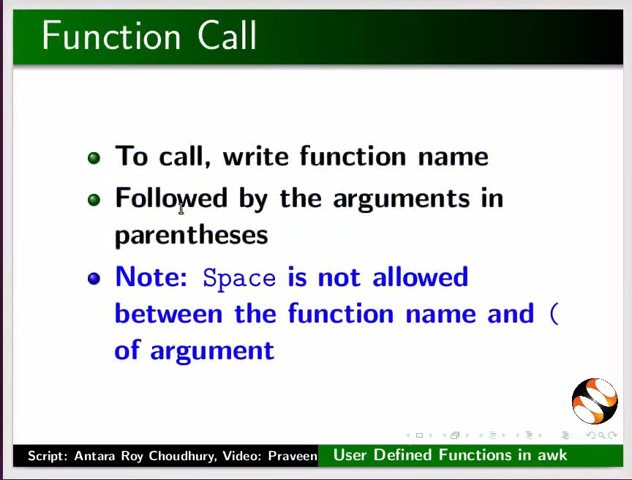 Function Call
To call, write function name
Followed by the arguments in
parentheses
Note: Space is not allowed
between the function name and (
of argument
Script: Antara Roy Choudhury, Video: Praveen
User Defined Functions in awk